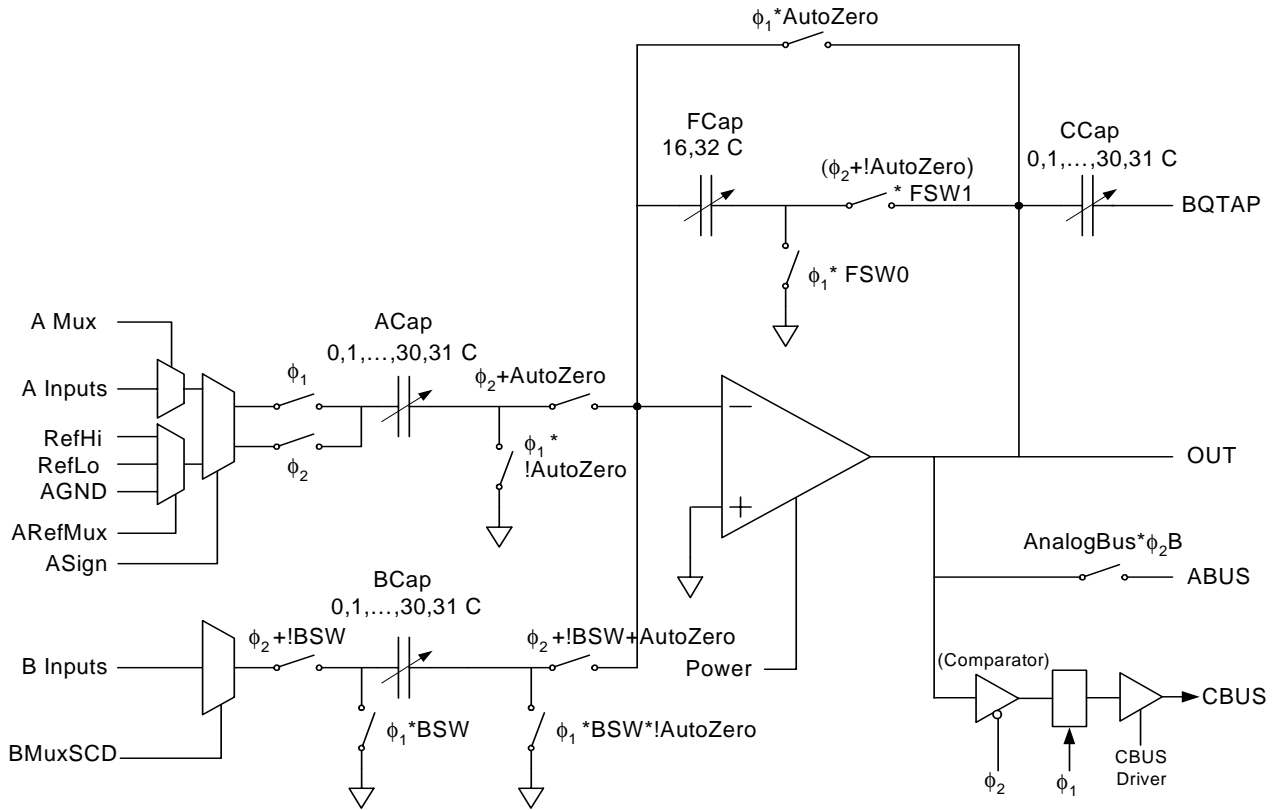 ϕ1*AutoZero
FCap
16,32 C
CCap
0,1,…,30,31 C
(ϕ2+!AutoZero)
* FSW1
BQTAP
ϕ1* FSW0
A Mux
ACap
0,1,…,30,31 C
A Inputs
ϕ1
ϕ2+AutoZero
RefHi
RefLo
AGND
ϕ2
ϕ1*
!AutoZero
ARefMux
ASign
−
+
OUT
AnalogBus*ϕ2B
ABUS
BCap
0,1,…,30,31 C
ϕ2+!BSW
ϕ2+!BSW+AutoZero
B Inputs
Power
(Comparator)
CBUS
ϕ1*BSW
ϕ1*BSW*!AutoZero
BMuxSCD
ϕ2
ϕ1
CBUS
Driver